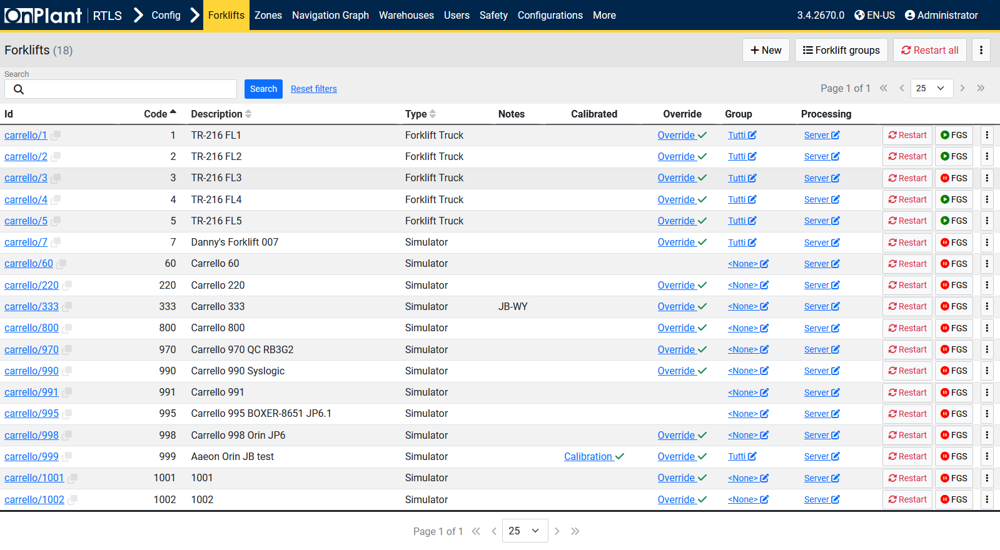 OnPlant RTLS Config Forklifts Zones Navigation Graph Warehouses Users Safety Configurations More 3.4.2670.0 EN-US Administrator
Forklifts (18) New Forklift groups Restart all
Search
Search Reset filters Page 1 of 1 « ‹ 25 › »
Id Code Description Type Notes Calibrated Override Group Processing
carrello/1 1 TR-216 FL1 Forklift Truck Override Tutti Server Restart FGS
carrello/2 2 TR-216 FL2 Forklift Truck Override Tutti Server Restart FGS
carrello/3 3 TR-216 FL3 Forklift Truck Override Tutti Server Restart FGS
carrello/4 4 TR-216 FL4 Forklift Truck Override Tutti Server Restart FGS
carrello/5 5 TR-216 FL5 Forklift Truck Override Tutti Server Restart FGS
carrello/7 7 Danny's Forklift 007 Simulator Override Tutti Server Restart FGS
carrello/60 60 Carrello 60 Simulator <None> Server Restart FGS
carrello/220 220 Carrello 220 Simulator Override <None> Server Restart FGS
carrello/333 333 Carrello 333 Simulator JB-WY Override <None> Server Restart FGS
carrello/800 800 Carrello 800 Simulator Override <None> Server Restart FGS
carrello/970 970 Carrello 970 QC RB3G2 Simulator Override <None> Server Restart FGS
carrello/990 990 Carrello 990 Syslogic Simulator Override <None> Server Restart FGS
carrello/991 991 Carrello 991 Simulator <None> Server Restart FGS
carrello/995 995 Carrello 995 BOXER-8651 JP6.1 Simulator <None> Server Restart FGS
carrello/998 998 Carrello 998 Orin JP6 Simulator Override <None> Server Restart FGS
carrello/999 999 Aaeon Orin JB test Simulator Calibration Override Tutti Server Restart FGS
carrello/1001 1001 1001 Simulator Override <None> Server Restart FGS
carrello/1002 1002 1002 Simulator Override <None> Server Restart FGS
Page 1 of 1 « ‹ 25 › »